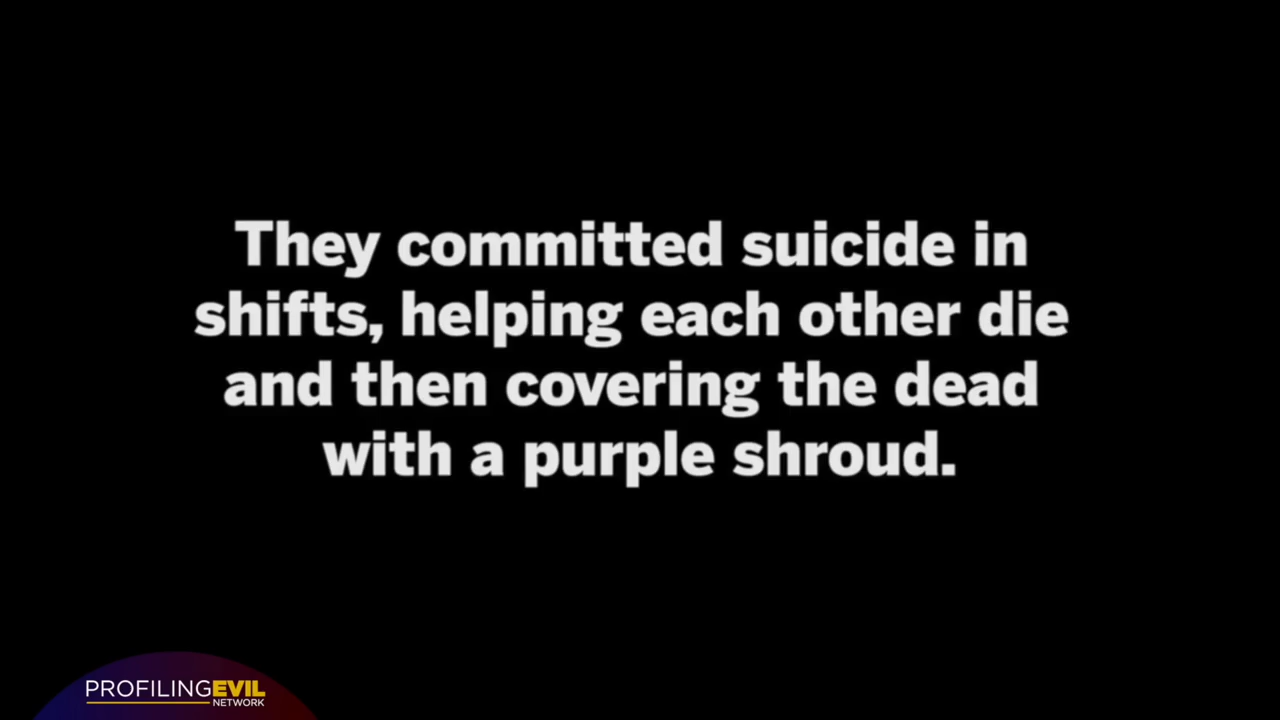 They committed suicide in
shifts, helping each other die
and then covering the dead
with a purple shroud.
PROFILINGEVIL
NETWORK